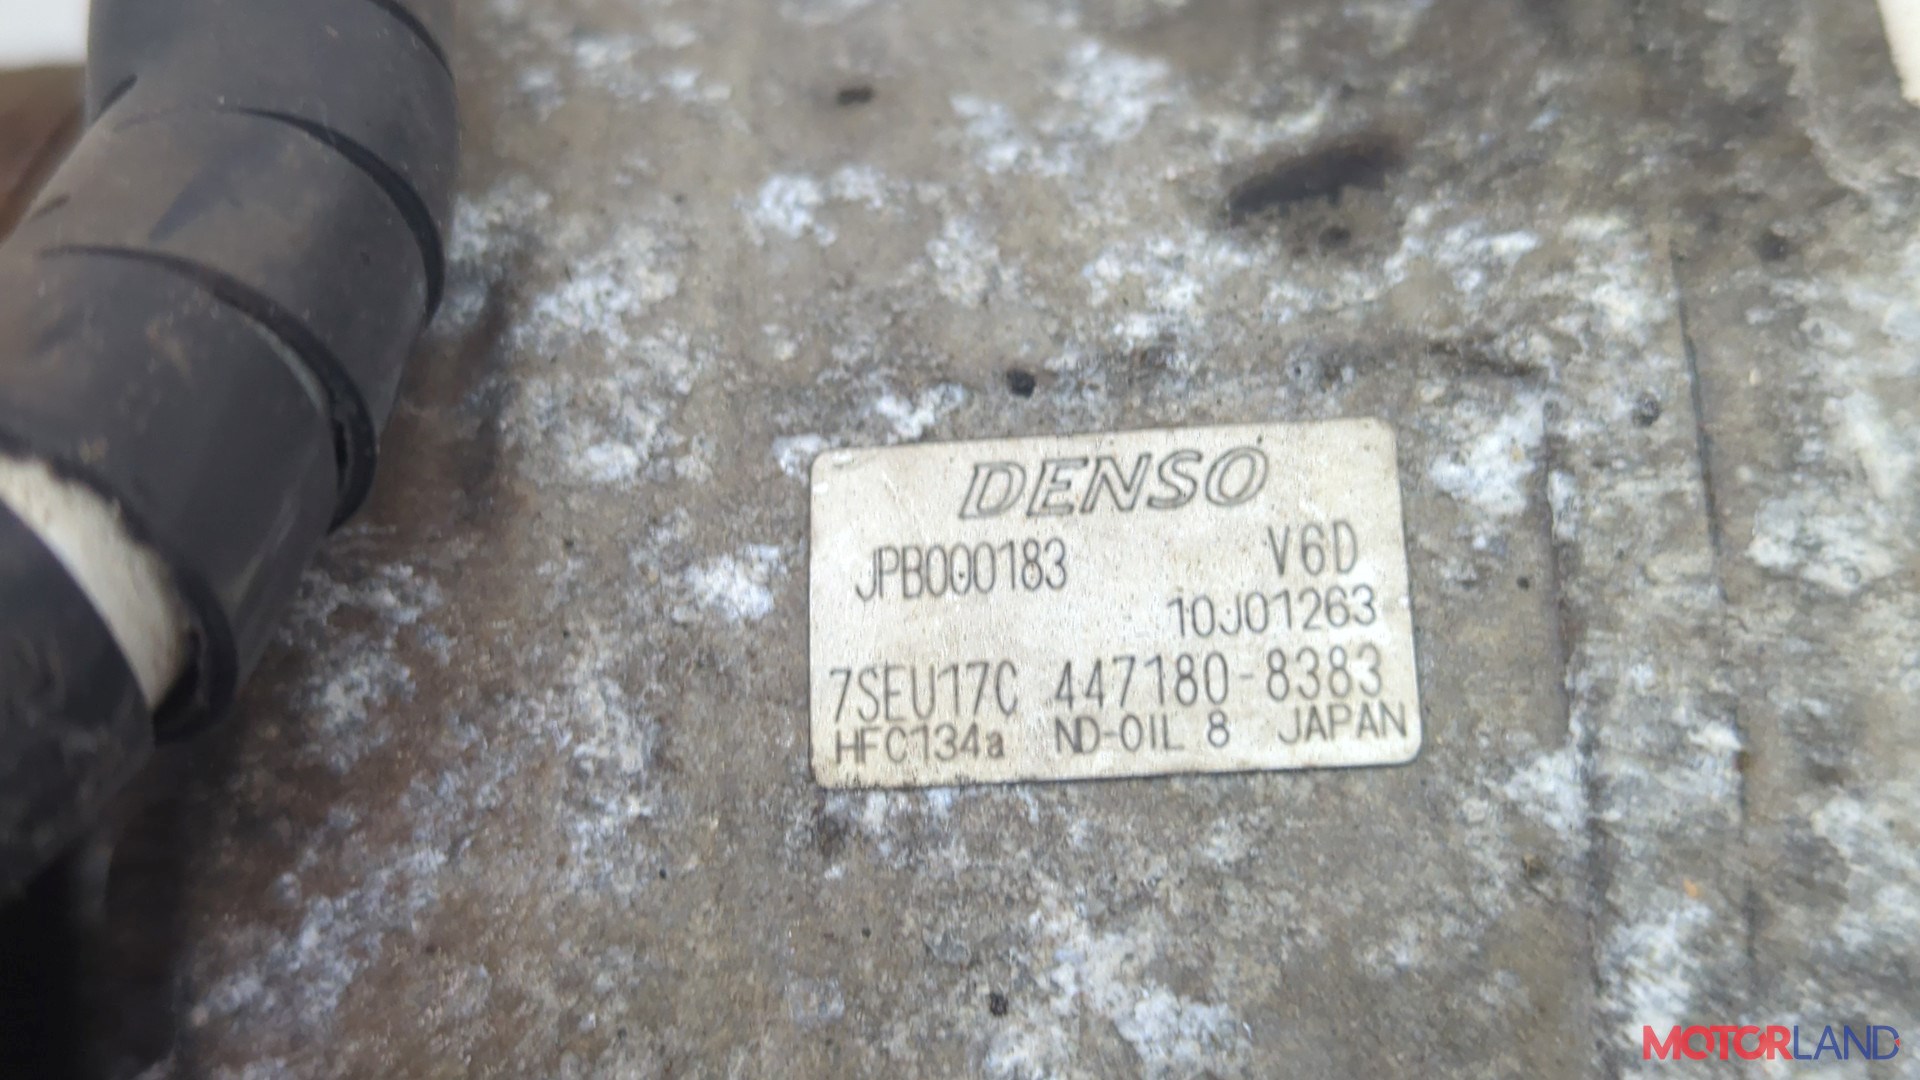 DENSO
JPB000183 V6D
10J01263
7SEU17C 447180-8383
HFC134a ND-OIL 8 JAPAN
MOTORLAND